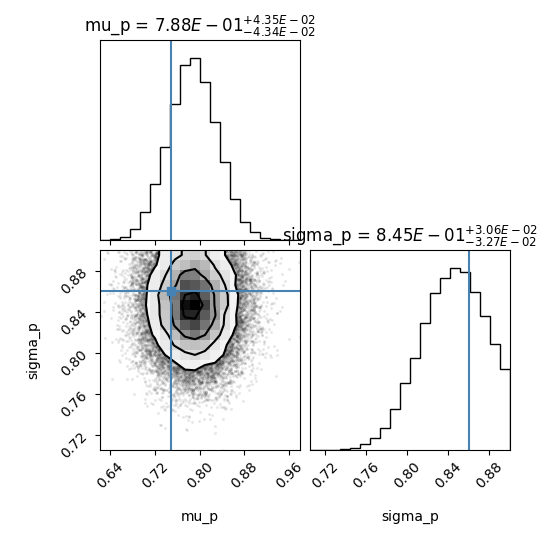 mu_p = 7.88E − 01+4.35E − 02 −4.34E − 02
sigma_p = 8.45E − 01+3.06E − 02 −3.27E − 02
sigma_p
0.88
0.84
0.80
0.76
0.72
0.64 0.72 0.80 0.88 0.96
mu_p
0.72 0.76 0.80 0.84 0.88
sigma_p